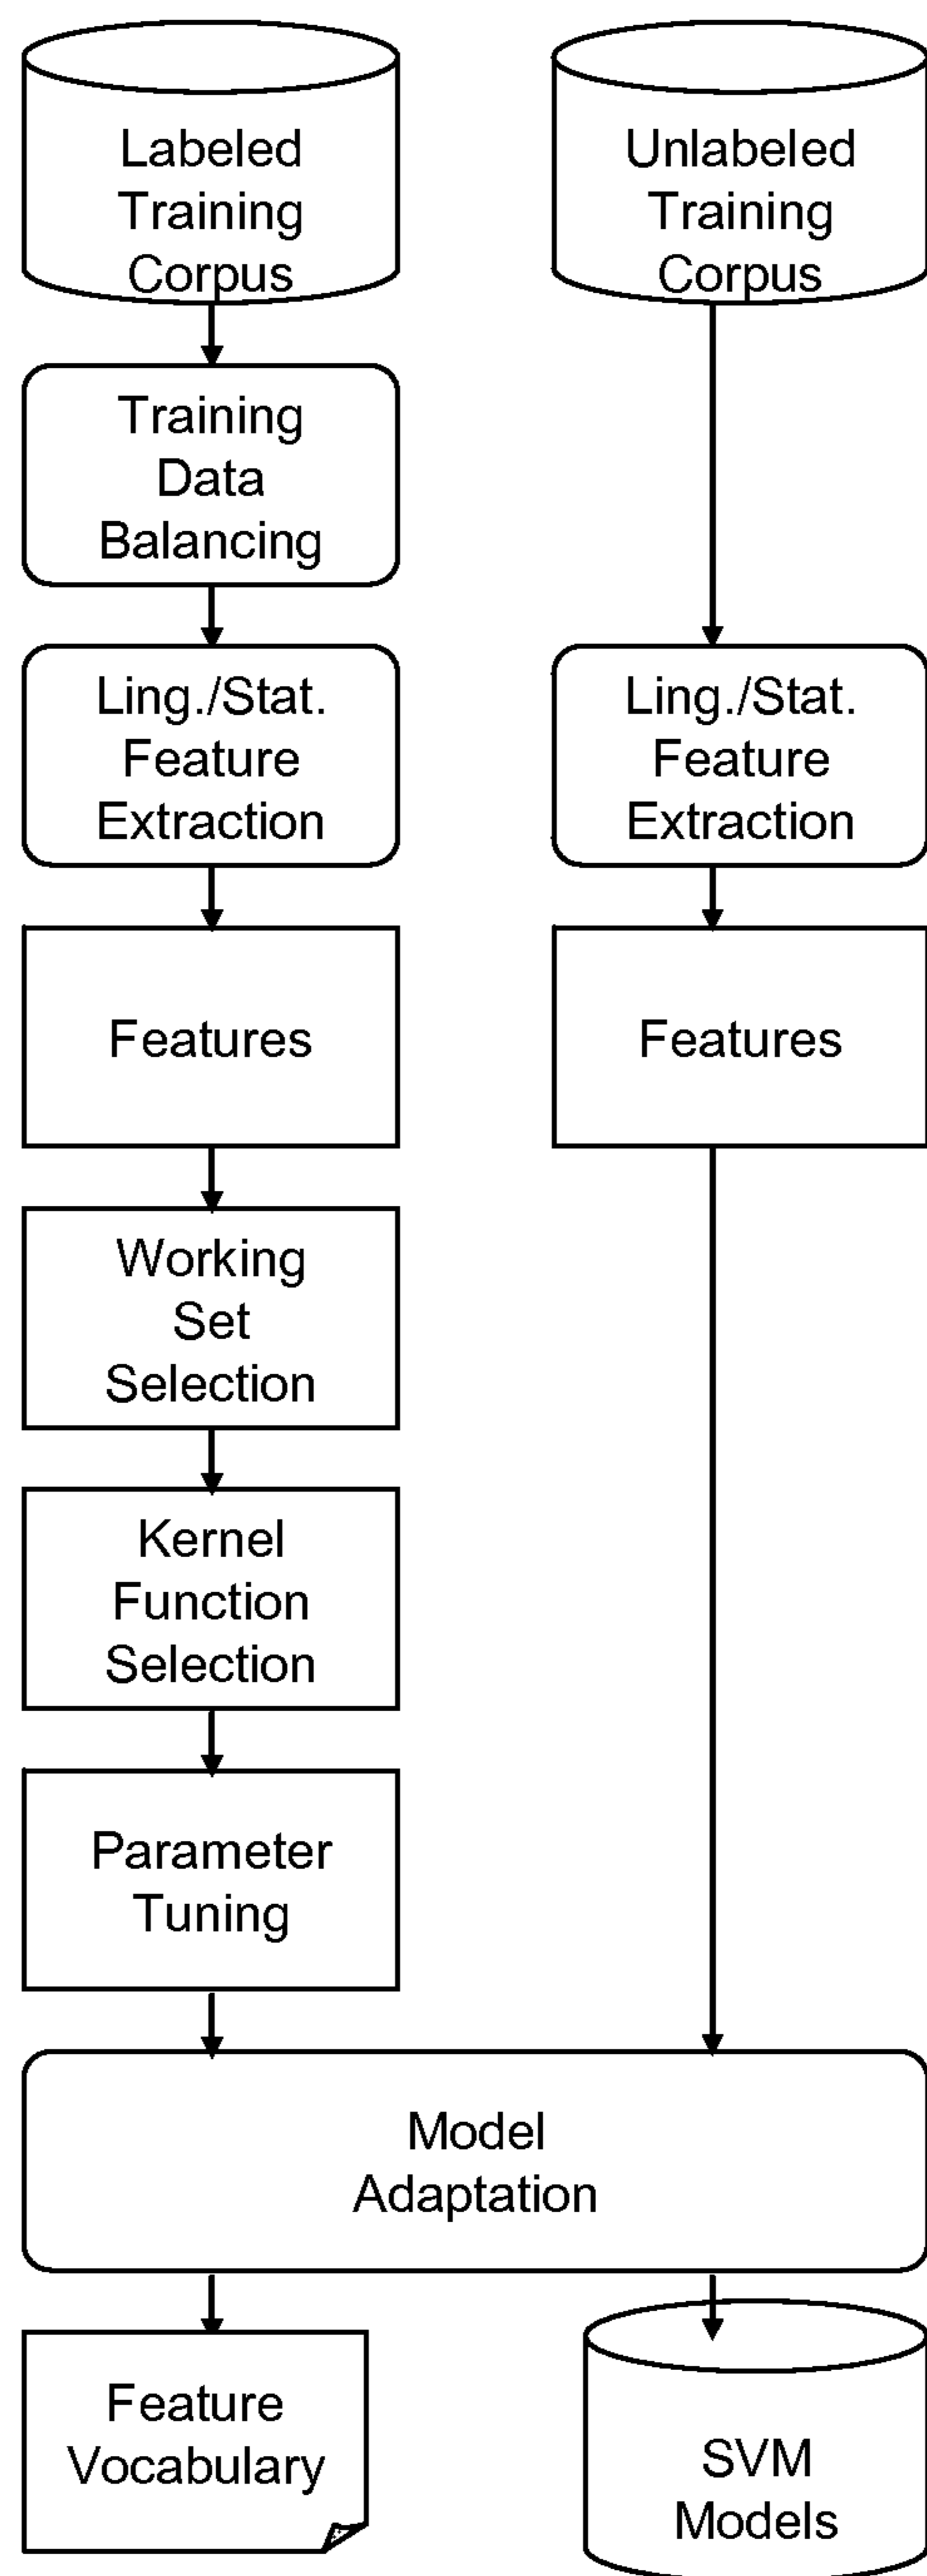 Labeled
Training
Corpus
Unlabeled
Training
Corpus
Training
Data
Balancing
Ling./Stat.
Feature
Extraction
Ling./Stat.
Feature
Extraction
Features
Features
Working
Set
Selection
Kernel
Function
Selection
Parameter
Tuning
Model
Adaptation
Feature
Vocabulary
SVM
Models